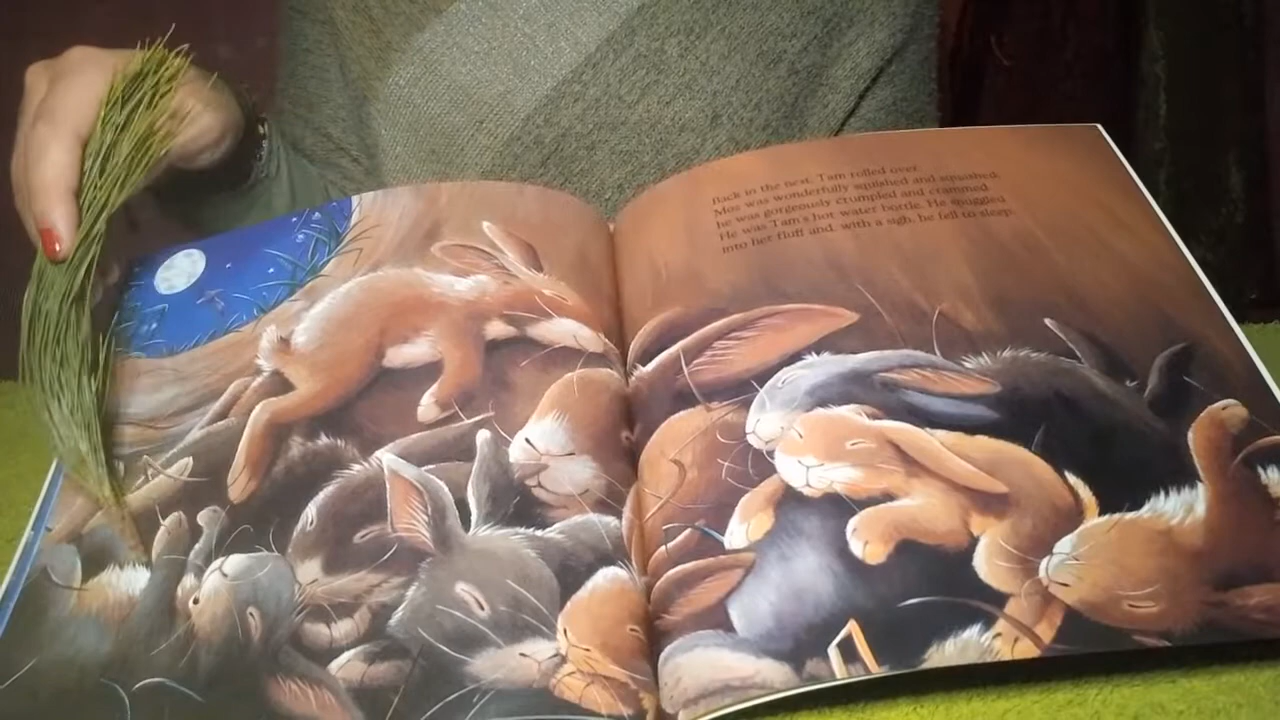 Back in the nest, Tam rolled over.
Mos was wonderfully squished and squashed,
he was gorgeously crumpled and crammed.
He was Tam's hot water bottle. He snuggled
into her fluff and, with a sigh, he fell to sleep.